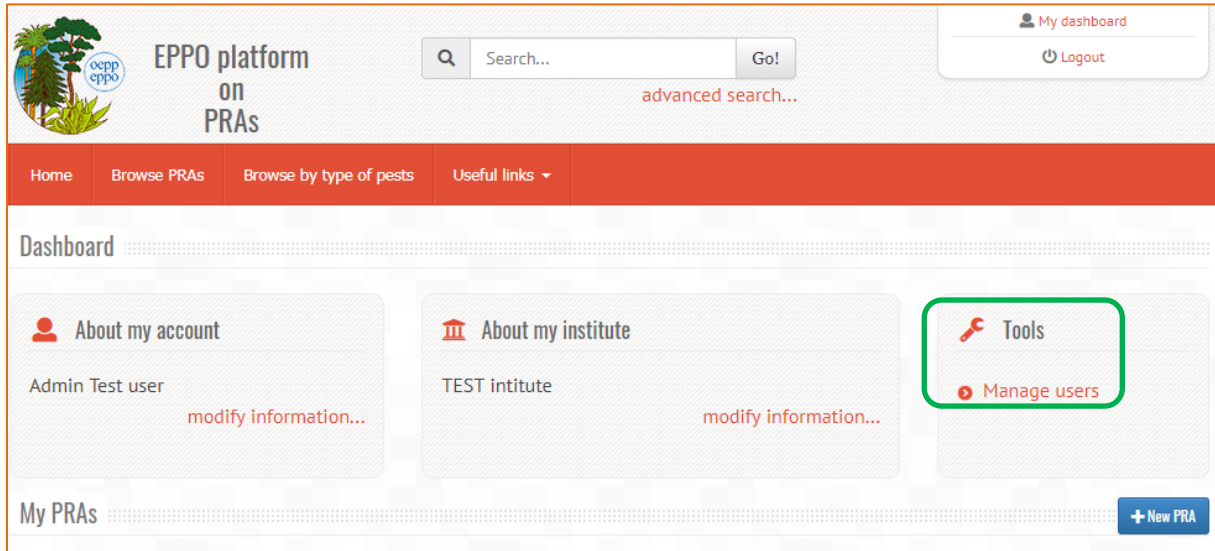 oepp
eppo
EPPO platform
on
PRAs
Search...
Go!
advanced search...
My dashboard
Logout
Home Browse PRAs Browse by type of pests Useful links
Dashboard
About my account
Admin Test user
modify information...
About my institute
TEST intitute
modify information...
Tools
Manage users
My PRAs
+ New PRA